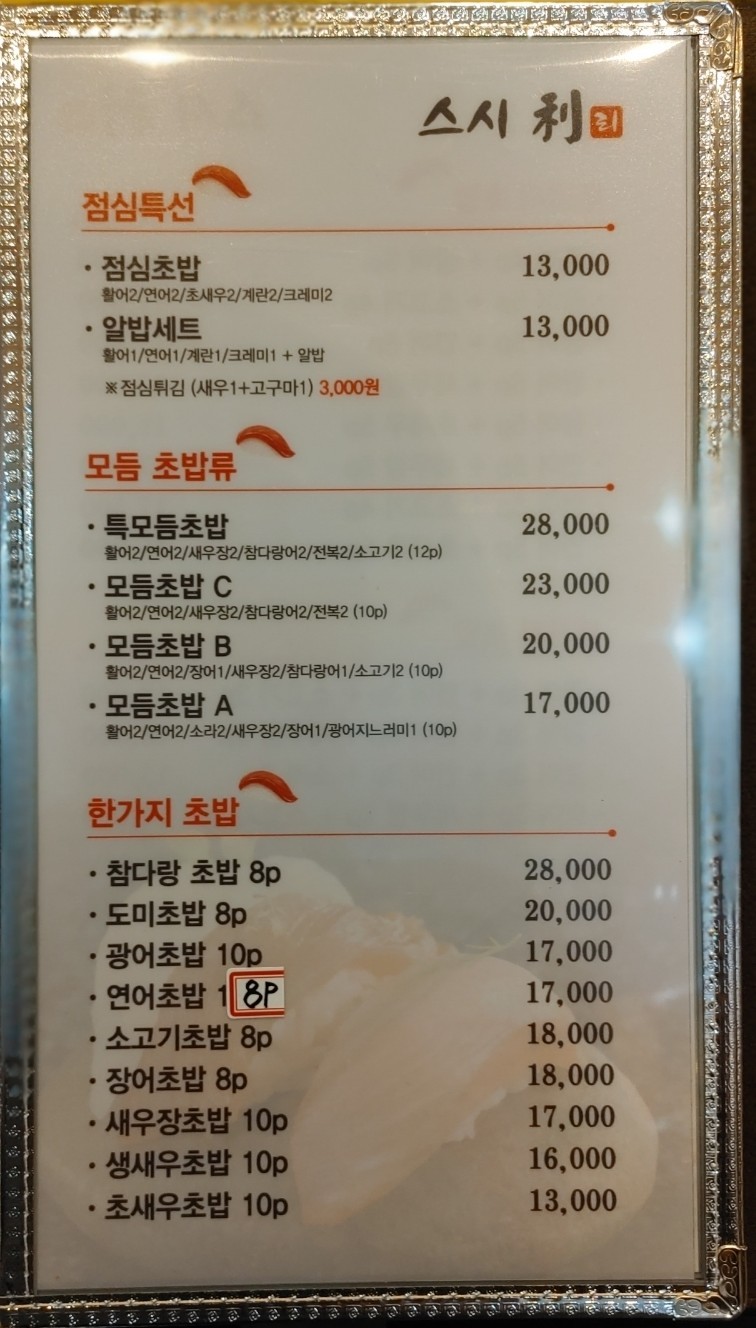 스시 利 리
점심특선
· 점심초밥 13,000
활어2/연어2/초새우2/계란2/크레미2
· 알밥세트 13,000
활어1/연어1/계란1/크레미1 + 알밥
※ 점심튀김 (새우1+고구마1) 3,000원
모듬 초밥류
· 특모듬초밥 28,000
활어2/연어2/새우장2/참다랑어2/전복2/소고기2 (12p)
· 모듬초밥 C 23,000
활어2/연어2/새우장2/참다랑어2/전복2 (10p)
· 모듬초밥 B 20,000
활어2/연어2/장어1/새우장2/참다랑어1/소고기2 (10p)
· 모듬초밥 A 17,000
활어2/연어2/소라2/새우장2/장어1/광어지느러미1 (10p)
한가지 초밥
· 참다랑 초밥 8p 28,000
· 도미초밥 8p 20,000
· 광어초밥 10p 17,000
· 연어초밥 1 8P 17,000
· 소고기초밥 8p 18,000
· 장어초밥 8p 18,000
· 새우장초밥 10p 17,000
· 생새우초밥 10p 16,000
· 초새우초밥 10p 13,000